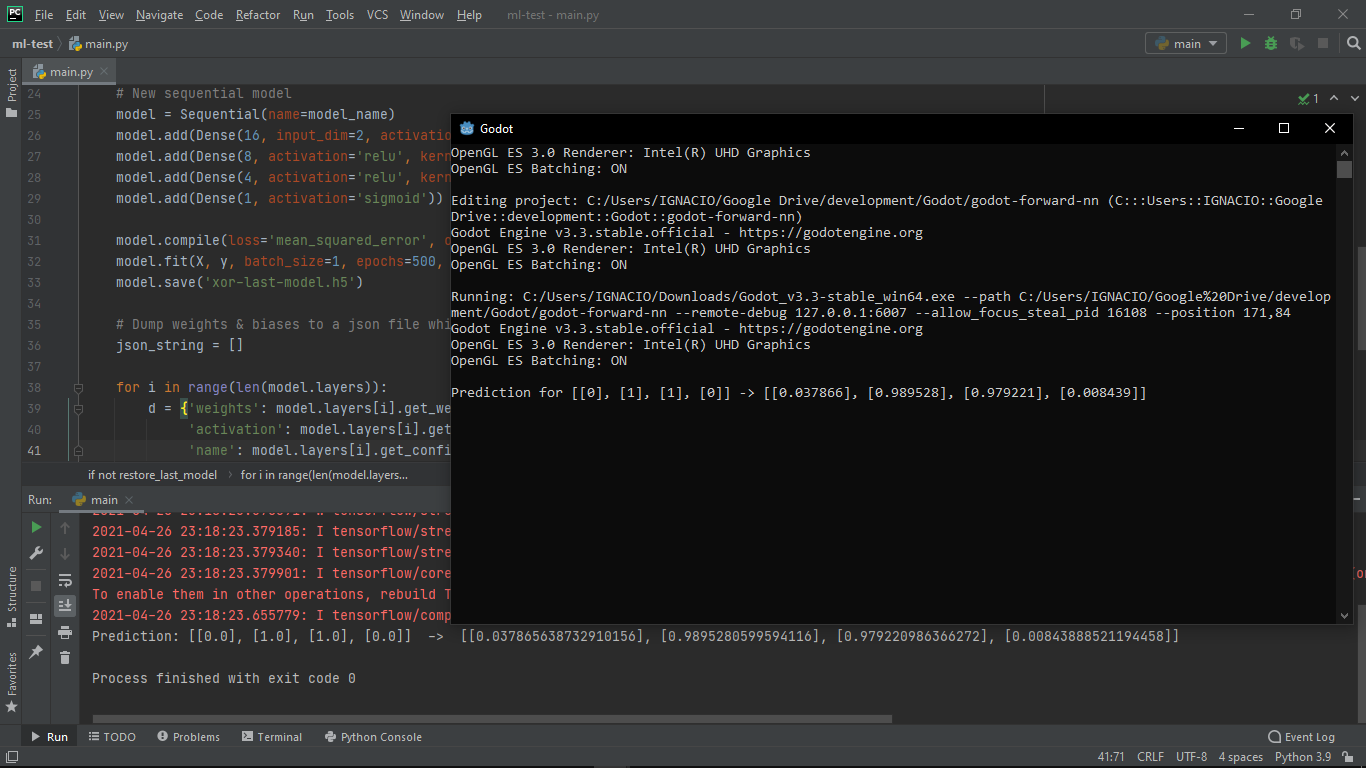 PC File Edit View Navigate Code Refactor Run Tools VCS Window Help ml-test - main.py
ml-test main.py main
Project
main.py
24 # New sequential model
25 model = Sequential(name=model_name)
26 model.add(Dense(16, input_dim=2, activation
27 model.add(Dense(8, activation='relu', kern
28 model.add(Dense(4, activation='relu', kern
29 model.add(Dense(1, activation='sigmoid'))
30
31 model.compile(loss='mean_squared_error', o
32 model.fit(X, y, batch_size=1, epochs=500,
33 model.save('xor-last-model.h5')
34
35 # Dump weights & biases to a json file whi
36 json_string = []
37
38 for i in range(len(model.layers)):
39 d = {'weights': model.layers[i].get_we
40 'activation': model.layers[i].get
41 'name': model.layers[i].get_confi
if not restore_last_model for i in range(len(model.layers...
1
Godot
OpenGL ES 3.0 Renderer: Intel(R) UHD Graphics
OpenGL ES Batching: ON
Editing project: C:/Users/IGNACIO/Google Drive/development/Godot/godot-forward-nn (C:::Users::IGNACIO::Google
Drive::development::Godot::godot-forward-nn)
Godot Engine v3.3.stable.official - https://godotengine.org
OpenGL ES 3.0 Renderer: Intel(R) UHD Graphics
OpenGL ES Batching: ON
Running: C:/Users/IGNACIO/Downloads/Godot_v3.3-stable_win64.exe --path C:/Users/IGNACIO/Google%20Drive/develop
ment/Godot/godot-forward-nn --remote-debug 127.0.0.1:6007 --allow_focus_steal_pid 16108 --position 171,84
Godot Engine v3.3.stable.official - https://godotengine.org
OpenGL ES 3.0 Renderer: Intel(R) UHD Graphics
OpenGL ES Batching: ON
Prediction for [[0], [1], [1], [0]] -> [[0.037866], [0.989528], [0.979221], [0.008439]]
Run: main
2021-04-26 23:18:23.379185: I tensorflow/stre
2021-04-26 23:18:23.379340: I tensorflow/stre
2021-04-26 23:18:23.379901: I tensorflow/core
To enable them in other operations, rebuild T
2021-04-26 23:18:23.655779: I tensorflow/comp
Prediction: [[0.0], [1.0], [1.0], [0.0]] -> [[0.037865638732910156], [0.9895280599594116], [0.979220986366272], [0.00843888521194458]]
Process finished with exit code 0
Structure
Favorites
Run TODO Problems Terminal Python Console Event Log
41:71 CRLF UTF-8 4 spaces Python 3.9